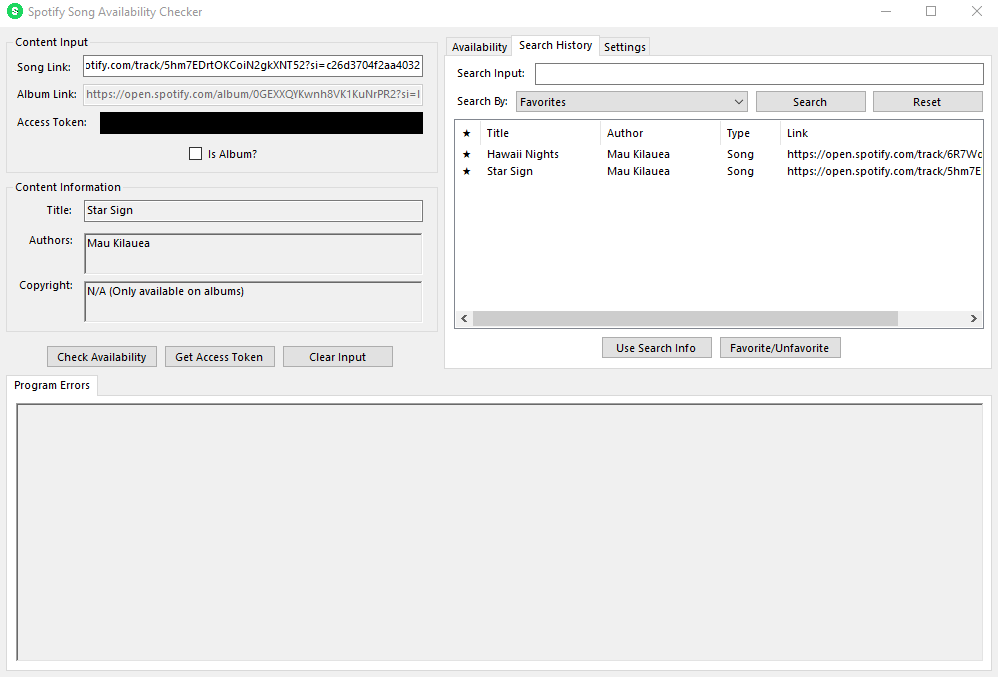 Spotify Song Availability Checker
Content Input
Song Link: otify.com/track/5hm7EDrtOKCoiN2gkXNT52?si=c26d3704f2aa4032
Album Link: https://open.spotify.com/album/0GEXXQYKwnh8VK1KuNrPR2?si=l
Access Token:
Is Album?
Content Information
Title: Star Sign
Authors: Mau Kilauea
Copyright: N/A (Only available on albums)
Check Availability Get Access Token Clear Input
Availability Search History Settings
Search Input:
Search By: Favorites Search Reset
★ Title Author Type Link
★ Hawaii Nights Mau Kilauea Song https://open.spotify.com/track/6R7Wc
★ Star Sign Mau Kilauea Song https://open.spotify.com/track/5hm7E
Use Search Info Favorite/Unfavorite
Program Errors